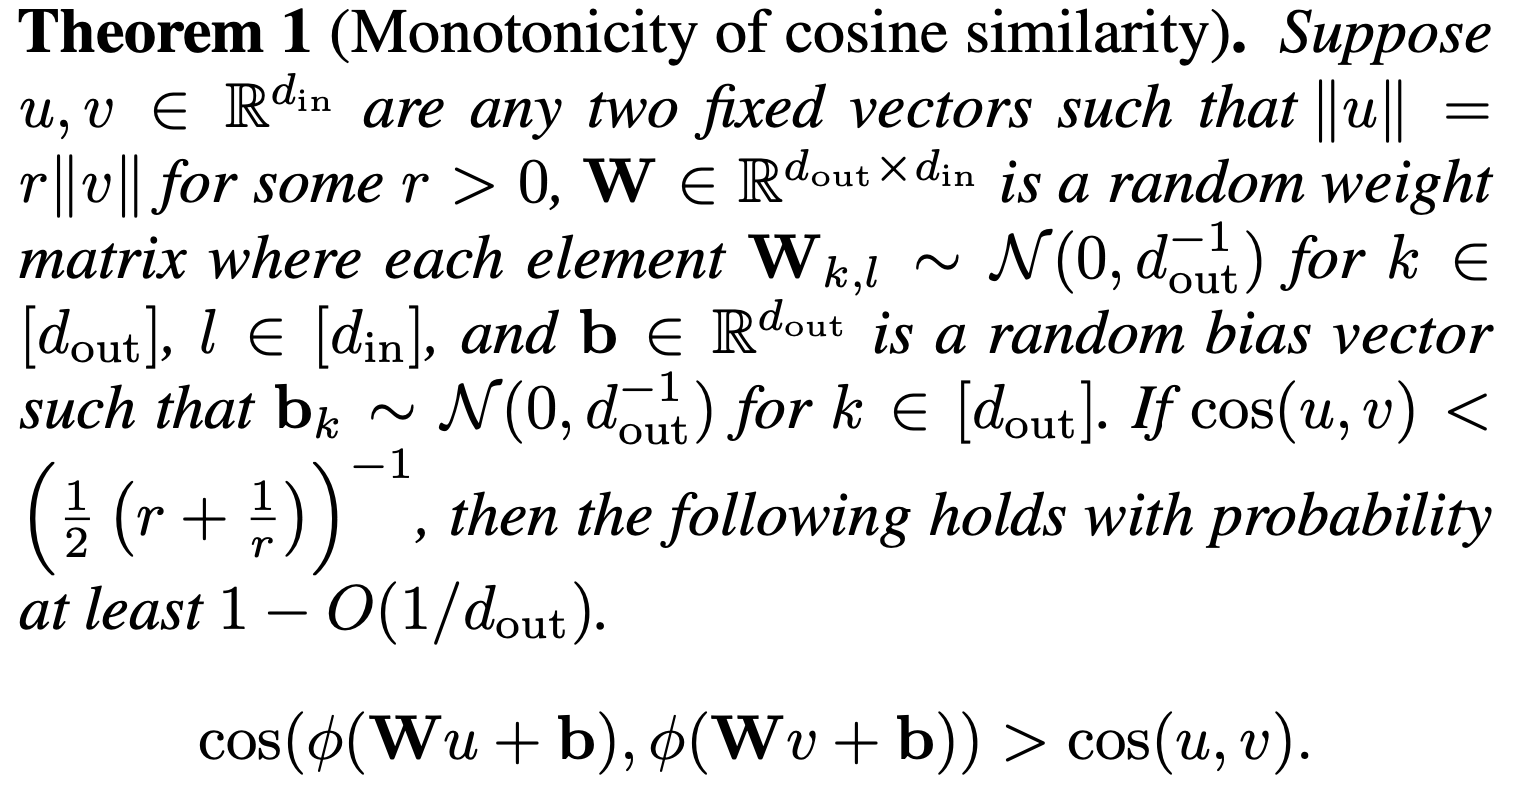 Theorem 1 (Monotonicity of cosine similarity). Suppose
u, v ∈ ℝ^{d_in} are any two fixed vectors such that ‖u‖ =
r‖v‖ for some r > 0, W ∈ ℝ^{d_out×d_in} is a random weight
matrix where each element W_{k,l} ∼ 𝒩(0, d_out^{−1}) for k ∈
[d_out], l ∈ [d_in], and b ∈ ℝ^{d_out} is a random bias vector
such that b_k ∼ 𝒩(0, d_out^{−1}) for k ∈ [d_out]. If cos(u, v) <
(1/2 (r + 1/r))^{−1}, then the following holds with probability
at least 1 − O(1/d_out).
cos(ϕ(Wu + b), ϕ(Wv + b)) > cos(u, v).